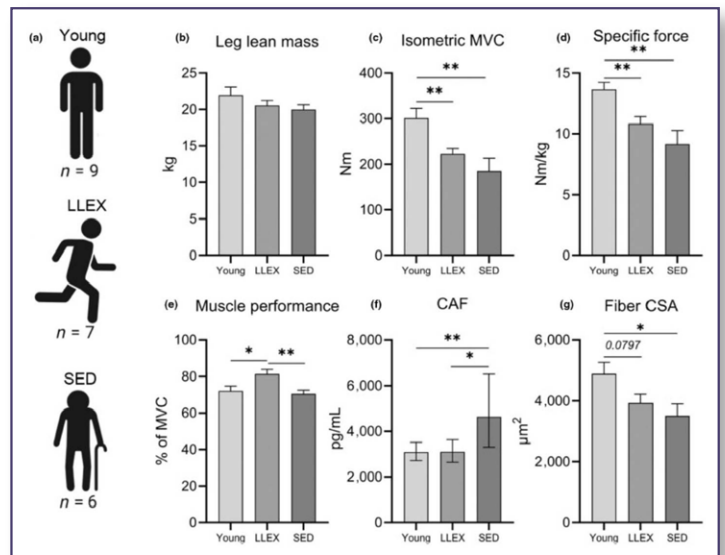 (a) Young
n = 9
LLEX
n = 7
SED
n = 6
(b) Leg lean mass
kg
25
20
15
10
5
0
Young LLEX SED
(c) Isometric MVC
Nm
400
300
200
100
0
**
**
Young LLEX SED
(d) Specific force
Nm/kg
15
10
5
0
**
**
Young LLEX SED
(e) Muscle performance
% of MVC
100
80
60
40
20
0
* **
Young LLEX SED
(f) CAF
pg/mL
8,000
6,000
4,000
2,000
0
**
*
Young LLEX SED
(g) Fiber CSA
µm²
6,000
4,000
2,000
0
*
0.0797
Young LLEX SED